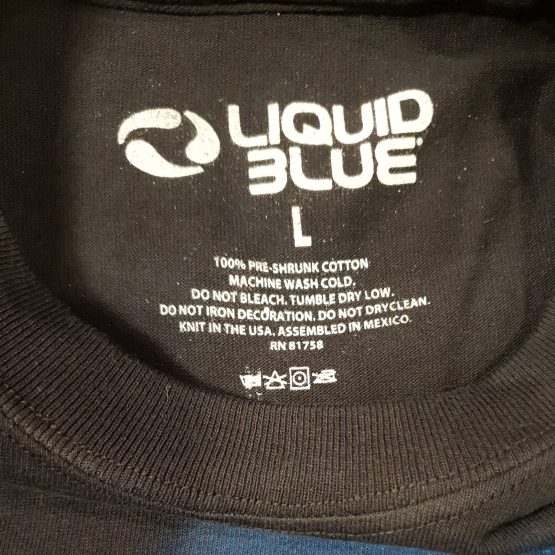 LIQUID
BLUE®
L
100% PRE-SHRUNK COTTON
MACHINE WASH COLD.
DO NOT BLEACH. TUMBLE DRY LOW.
DO NOT IRON DECORATION. DO NOT DRYCLEAN.
KNIT IN THE USA. ASSEMBLED IN MEXICO.
RN 81758